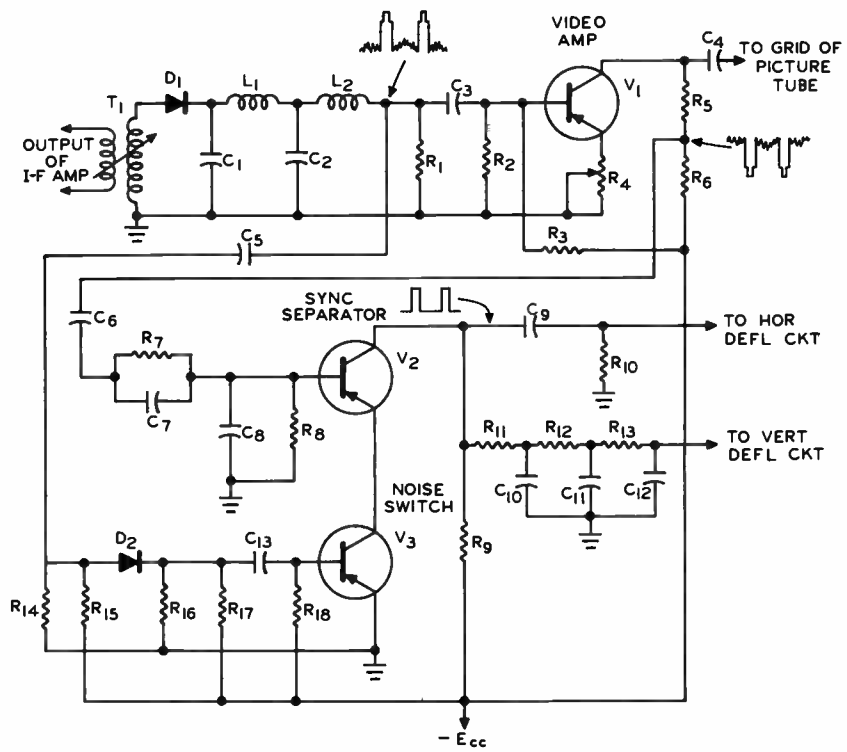 VIDEO
AMP
C4
TO GRID OF
PICTURE
TUBE
D1
L1
L2
C3
V1
R5
T1
OUTPUT
OF
I-F AMP
C1
C2
R1
R2
R4
R6
R3
C5
SYNC
SEPARATOR
C6
C9
TO HOR
DEFL CKT
R7
V2
R10
C7
C8
R8
R11
R12
R13
TO VERT
DEFL CKT
C10
C11
C12
NOISE
SWITCH
D2
C13
V3
R9
R14
R15
R16
R17
R18
- Ecc